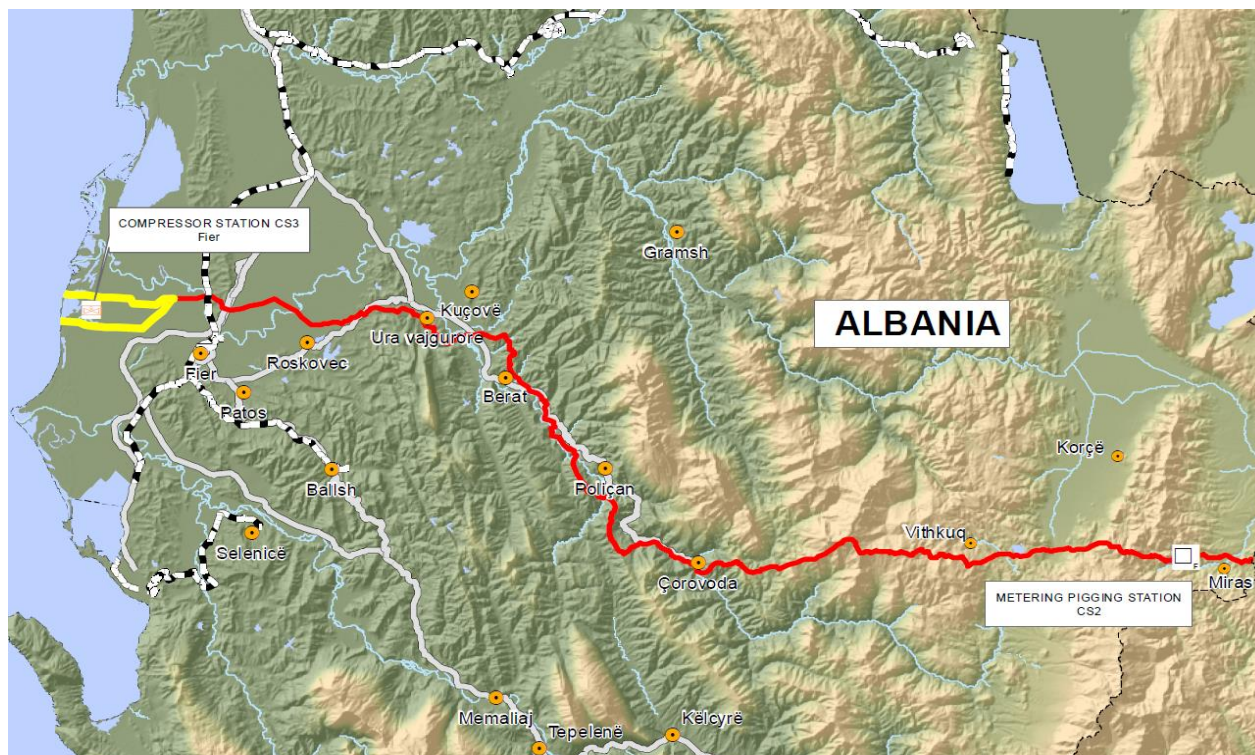 COMPRESSOR STATION CS3
Fier
Gramsh
Kuçovë
ALBANIA
Ura vajgurore
Roskovec
Fier
Berat
Patos
Korçë
Ballsh
Poliçan
Selenicë
Vithkuq
Çorovoda
F
Miras
METERING PIGGING STATION
CS2
Memaliaj
Tepelenë
Këlcyrë